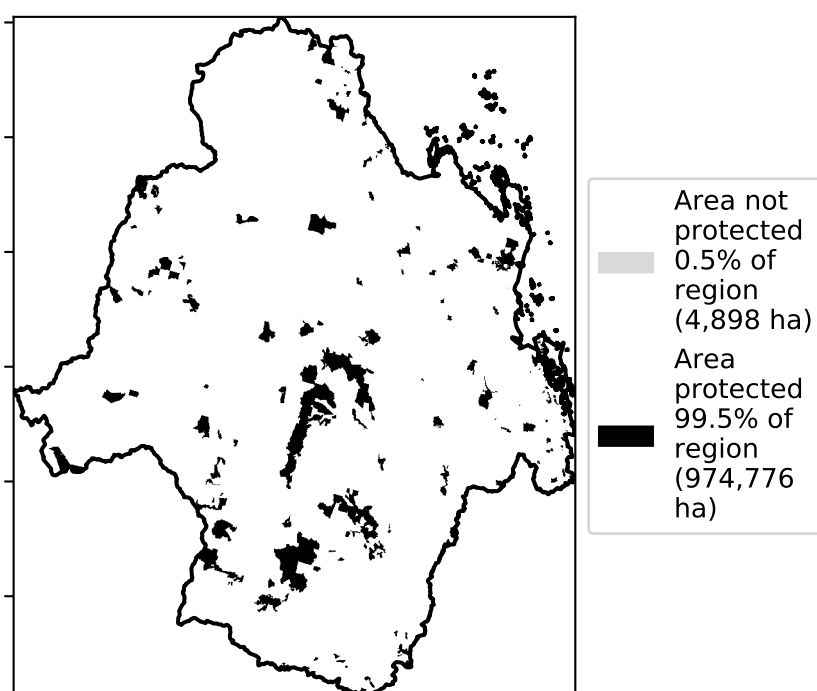 Area not
protected
0.5% of
region
(4,898 ha)
Area
protected
99.5% of
region
(974,776
ha)